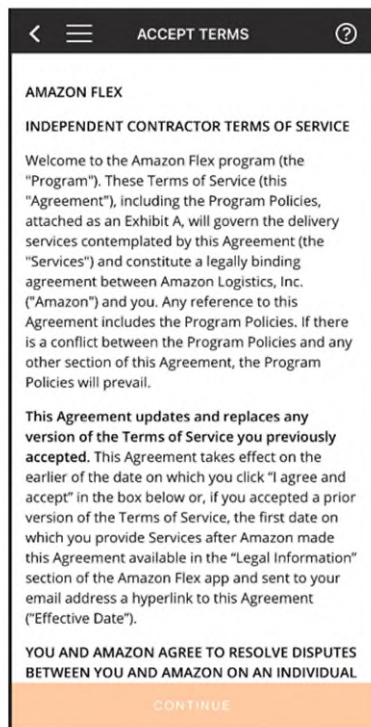 ACCEPT TERMS
AMAZON FLEX
INDEPENDENT CONTRACTOR TERMS OF SERVICE
Welcome to the Amazon Flex program (the
"Program"). These Terms of Service (this
"Agreement"), including the Program Policies,
attached as an Exhibit A, will govern the delivery
services contemplated by this Agreement (the
"Services") and constitute a legally binding
agreement between Amazon Logistics, Inc.
("Amazon") and you. Any reference to this
Agreement includes the Program Policies. If there
is a conflict between the Program Policies and any
other section of this Agreement, the Program
Policies will prevail.
This Agreement updates and replaces any
version of the Terms of Service you previously
accepted. This Agreement takes effect on the
earlier of the date on which you click “I agree and
accept” in the box below or, if you accepted a prior
version of the Terms of Service, the first date on
which you provide Services after Amazon made
this Agreement available in the “Legal Information”
section of the Amazon Flex app and sent to your
email address a hyperlink to this Agreement
(“Effective Date”).
YOU AND AMAZON AGREE TO RESOLVE DISPUTES
BETWEEN YOU AND AMAZON ON AN INDIVIDUAL
CONTINUE